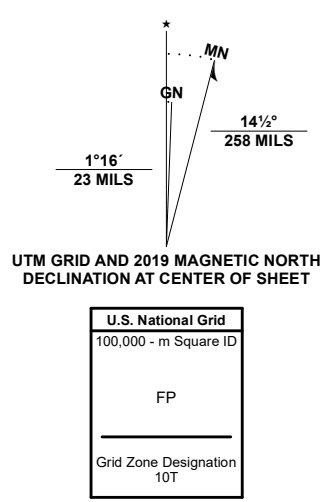 ★
MN
GN
14½°
258 MILS
1°16´
23 MILS
UTM GRID AND 2019 MAGNETIC NORTH
DECLINATION AT CENTER OF SHEET
U.S. National Grid
100,000 - m Square ID
FP
Grid Zone Designation
10T